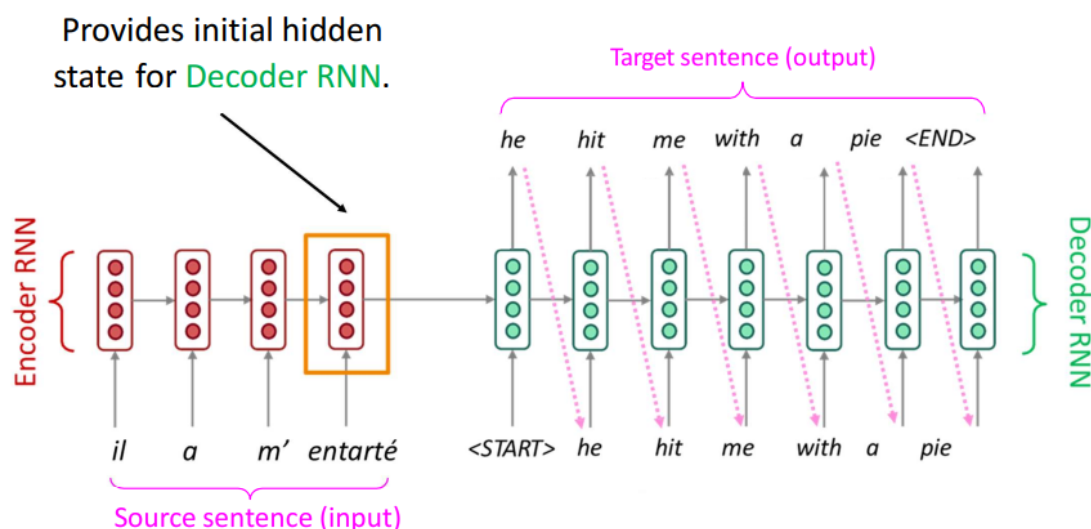 Provides initial hidden
state for Decoder RNN.
Target sentence (output)
he hit me with a pie <END>
Encoder RNN
Decoder RNN
il a m’ entarté
<START> he hit me with a pie
Source sentence (input)